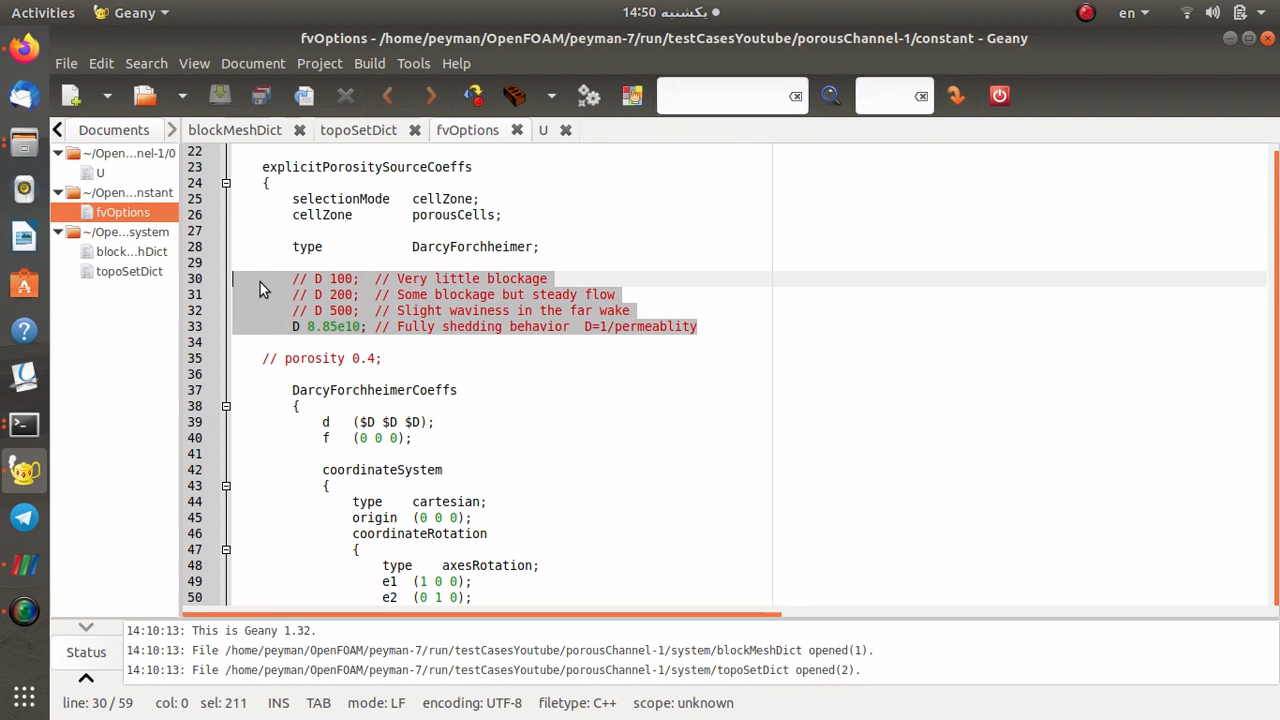 Activities Geany یکشنبه 14:50 en
fvOptions - /home/peyman/OpenFOAM/peyman-7/run/testCasesYoutube/porousChannel-1/constant - Geany
File Edit Search View Document Project Build Tools Help
Documents blockMeshDict topoSetDict fvOptions U
~/Open...nel-1/0
U
~/Open...nstant
fvOptions
~/Ope...system
block...hDict
topoSetDict
22
23 explicitPorositySourceCoeffs
24 {
25 selectionMode cellZone;
26 cellZone porousCells;
27
28 type DarcyForchheimer;
29
30 // D 100; // Very little blockage
31 // D 200; // Some blockage but steady flow
32 // D 500; // Slight waviness in the far wake
33 D 8.85e10; // Fully shedding behavior D=1/permeablity
34
35 // porosity 0.4;
36
37 DarcyForchheimerCoeffs
38 {
39 d ($D $D $D);
40 f (0 0 0);
41
42 coordinateSystem
43 {
44 type cartesian;
45 origin (0 0 0);
46 coordinateRotation
47 {
48 type axesRotation;
49 e1 (1 0 0);
50 e2 (0 1 0);
Status
14:10:13: This is Geany 1.32.
14:10:13: File /home/peyman/OpenFOAM/peyman-7/run/testCasesYoutube/porousChannel-1/system/blockMeshDict opened(1).
14:10:13: File /home/peyman/OpenFOAM/peyman-7/run/testCasesYoutube/porousChannel-1/system/topoSetDict opened(2).
line: 30 / 59 col: 0 sel: 211 INS TAB mode: LF encoding: UTF-8 filetype: C++ scope: unknown